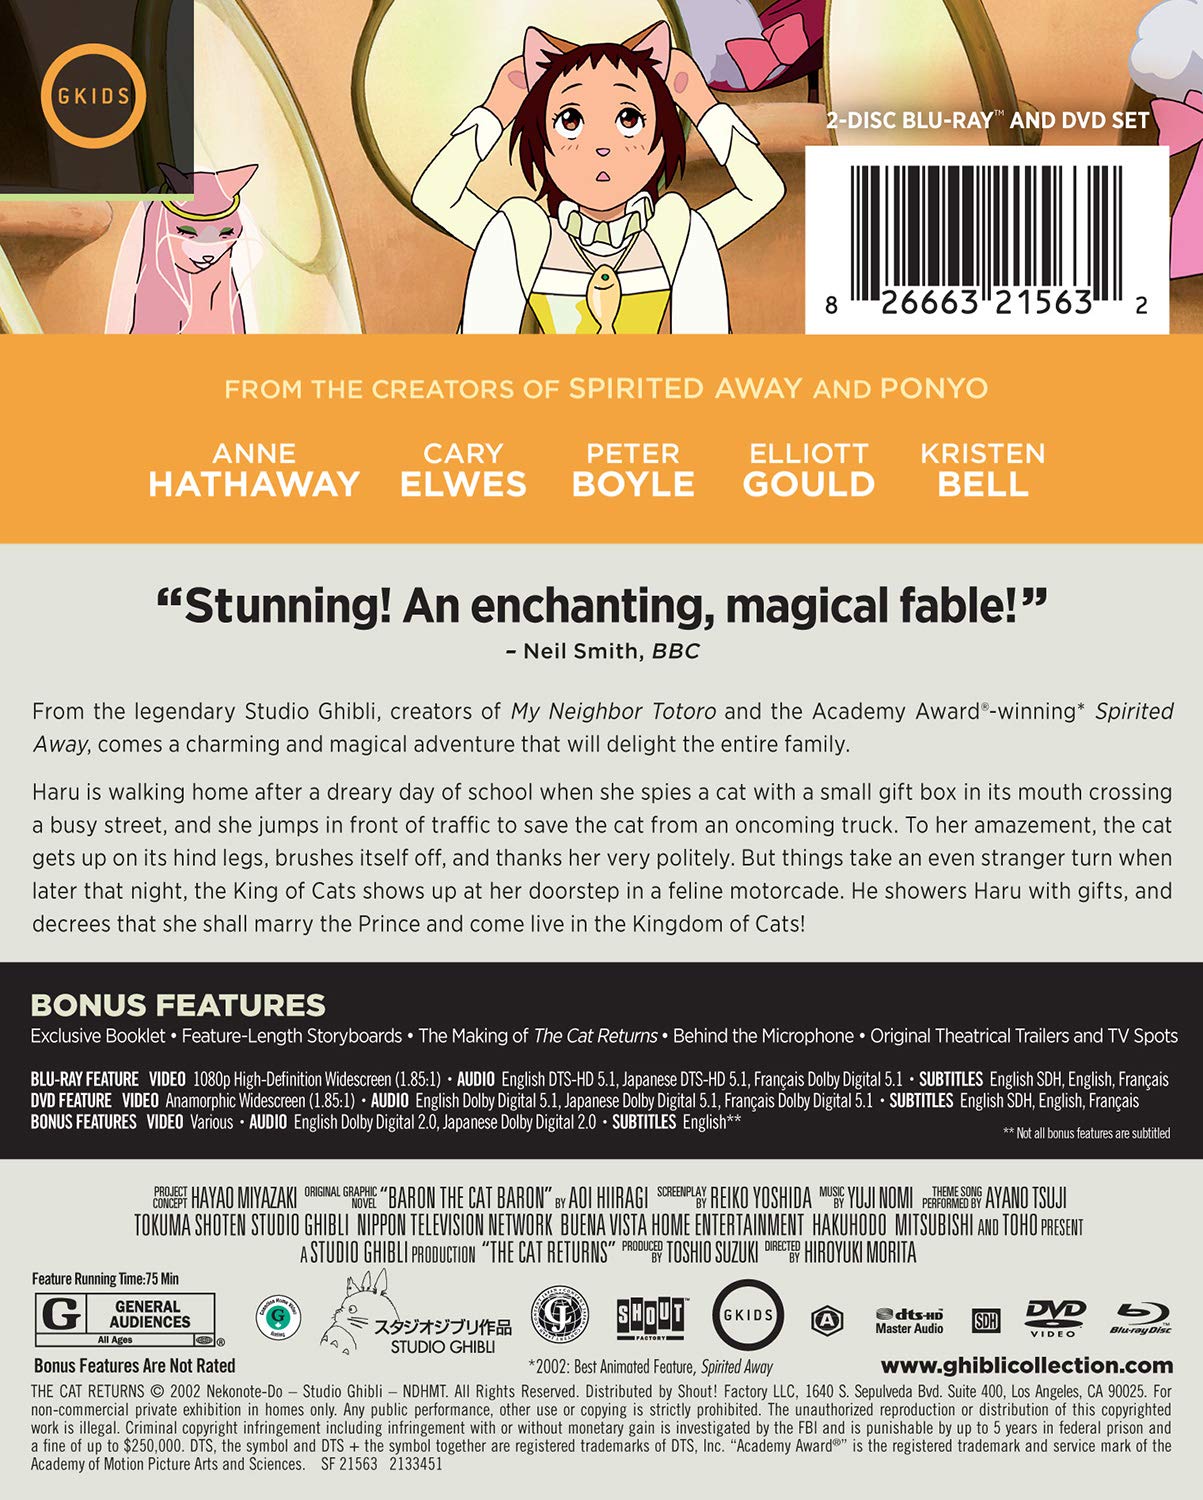 GKIDS
2-DISC BLU-RAY™ AND DVD SET
8 26663 21563 2
FROM THE CREATORS OF SPIRITED AWAY AND PONYO
ANNE HATHAWAY
CARY ELWES
PETER BOYLE
ELLIOTT GOULD
KRISTEN BELL
“Stunning! An enchanting, magical fable!”
– Neil Smith, BBC
From the legendary Studio Ghibli, creators of My Neighbor Totoro and the Academy Award®-winning* Spirited
Away, comes a charming and magical adventure that will delight the entire family.
Haru is walking home after a dreary day of school when she spies a cat with a small gift box in its mouth crossing
a busy street, and she jumps in front of traffic to save the cat from an oncoming truck. To her amazement, the cat
gets up on its hind legs, brushes itself off, and thanks her very politely. But things take an even stranger turn when
later that night, the King of Cats shows up at her doorstep in a feline motorcade. He showers Haru with gifts, and
decrees that she shall marry the Prince and come live in the Kingdom of Cats!
BONUS FEATURES
Exclusive Booklet • Feature-Length Storyboards • The Making of The Cat Returns • Behind the Microphone • Original Theatrical Trailers and TV Spots
BLU-RAY FEATURE VIDEO 1080p High-Definition Widescreen (1.85:1) • AUDIO English DTS-HD 5.1, Japanese DTS-HD 5.1, Français Dolby Digital 5.1 • SUBTITLES English SDH, English, Français
DVD FEATURE VIDEO Anamorphic Widescreen (1.85:1) • AUDIO English Dolby Digital 5.1, Japanese Dolby Digital 5.1, Français Dolby Digital 5.1 • SUBTITLES English SDH, English, Français
BONUS FEATURES VIDEO Various • AUDIO English Dolby Digital 2.0, Japanese Dolby Digital 2.0 • SUBTITLES English**
** Not all bonus features are subtitled
PROJECT CONCEPT HAYAO MIYAZAKI ORIGINAL GRAPHIC NOVEL “BARON THE CAT BARON” BY AOI HIIRAGI SCREENPLAY BY REIKO YOSHIDA MUSIC BY YUJI NOMI THEME SONG PERFORMED BY AYANO TSUJI
TOKUMA SHOTEN STUDIO GHIBLI NIPPON TELEVISION NETWORK BUENA VISTA HOME ENTERTAINMENT HAKUHODO MITSUBISHI AND TOHO PRESENT
A STUDIO GHIBLI PRODUCTION “THE CAT RETURNS” PRODUCED BY TOSHIO SUZUKI DIRECTED BY HIROYUKI MORITA
Feature Running Time:75 Min
G GENERAL AUDIENCES
All Ages ®
G
スタジオジブリ作品
STUDIO GHIBLI
SHOUT™ FACTORY
GKIDS
A
dts-HD Master Audio
SDH
DVD VIDEO
Blu-ray Disc™
Bonus Features Are Not Rated
*2002: Best Animated Feature, Spirited Away
www.ghiblicollection.com
THE CAT RETURNS © 2002 Nekonote-Do – Studio Ghibli – NDHMT. All Rights Reserved. Distributed by Shout! Factory LLC, 1640 S. Sepulveda Bvd. Suite 400, Los Angeles, CA 90025. For
non-commercial private exhibition in homes only. Any public performance, other use or copying is strictly prohibited. The unauthorized reproduction or distribution of this copyrighted
work is illegal. Criminal copyright infringement including infringement with or without monetary gain is investigated by the FBI and is punishable by up to 5 years in federal prison and
a fine of up to $250,000. DTS, the symbol and DTS + the symbol together are registered trademarks of DTS, Inc. “Academy Award®” is the registered trademark and service mark of the
Academy of Motion Picture Arts and Sciences. SF 21563 2133451